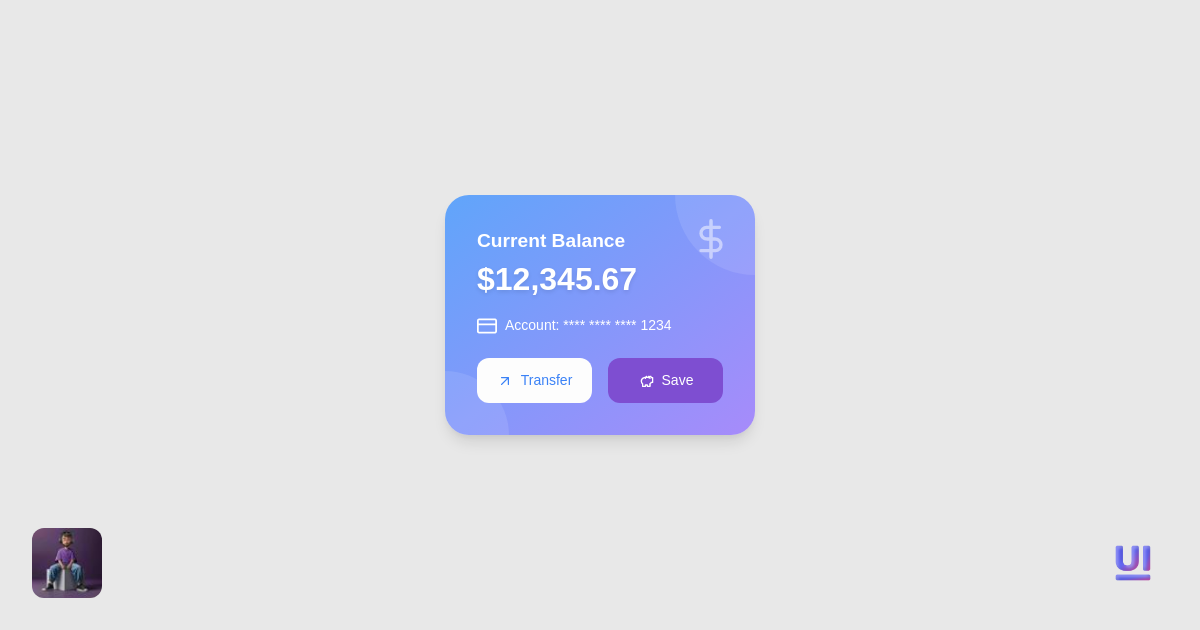 Current Balance
$12,345.67
Account: **** **** **** 1234
Transfer
Save
UI